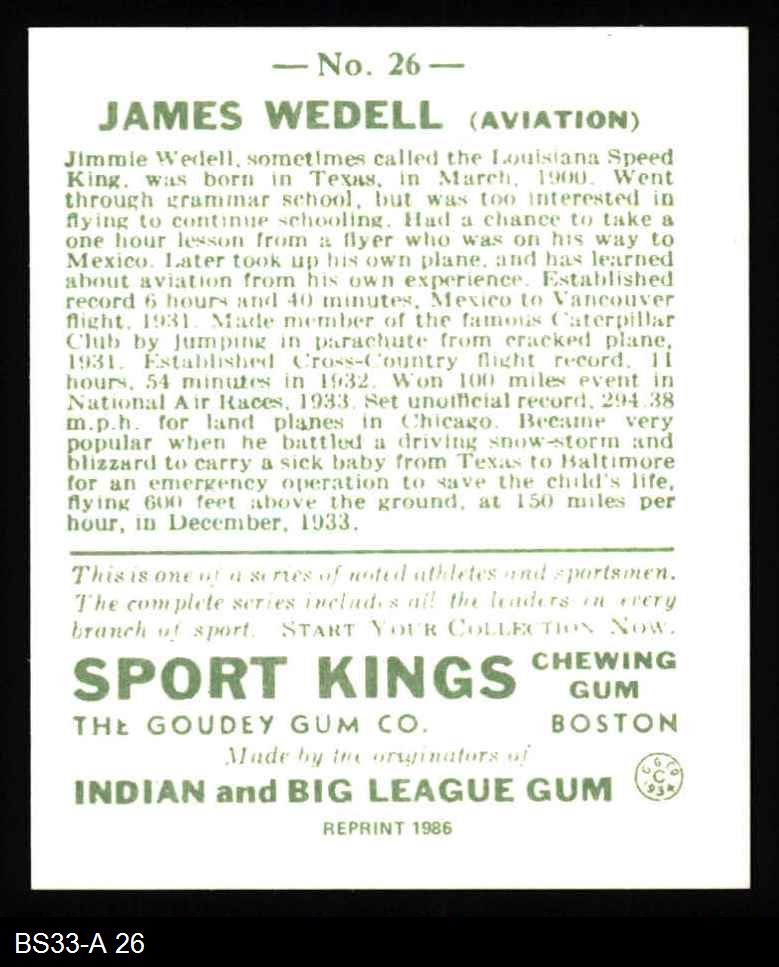 — No. 26 —
JAMES WEDELL (AVIATION)
Jimmie Wedell, sometimes called the Louisiana Speed
King, was born in Texas, in March, 1900. Went
through grammar school, but was too interested in
flying to continue schooling. Had a chance to take a
one hour lesson from a flyer who was on his way to
Mexico. Later took up his own plane, and has learned
about aviation from his own experience. Established
record 6 hours and 40 minutes, Mexico to Vancouver
flight, 1931. Made member of the famous Caterpillar
Club by jumping in parachute from cracked plane,
1931. Established Cross-Country flight record, 11
hours, 54 minutes in 1932. Won 100 miles event in
National Air Races, 1933. Set unofficial record, 294.38
m.p.h. for land planes in Chicago. Became very
popular when he battled a driving snow-storm and
blizzard to carry a sick baby from Texas to Baltimore
for an emergency operation to save the child's life,
flying 600 feet above the ground, at 150 miles per
hour, in December, 1933.
This is one of a series of noted athletes and sportsmen.
The complete series includes all the leaders in every
branch of sport. START YOUR COLLECTION NOW.
SPORT KINGS CHEWING GUM
THE GOUDEY GUM CO. BOSTON
Made by the originators of
INDIAN and BIG LEAGUE GUM
G.G.CO. C 1934
REPRINT 1986
BS33-A 26